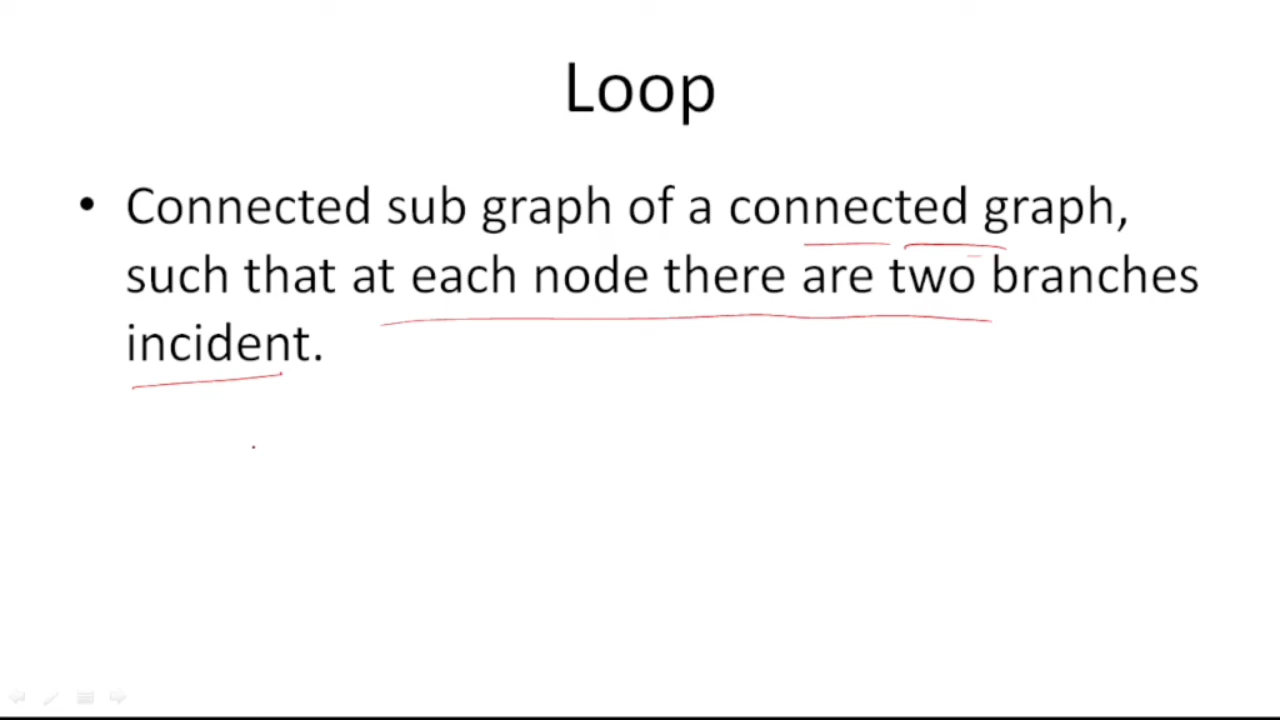 Loop
• Connected sub graph of a connected graph,
such that at each node there are two branches
incident.